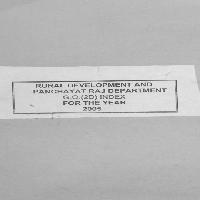 RURAL DEVELOPMENT AND
PANCHAYAT RAJ DEPARTMENT
G.O.(2D) INDEX
FOR THE YEAR
2005